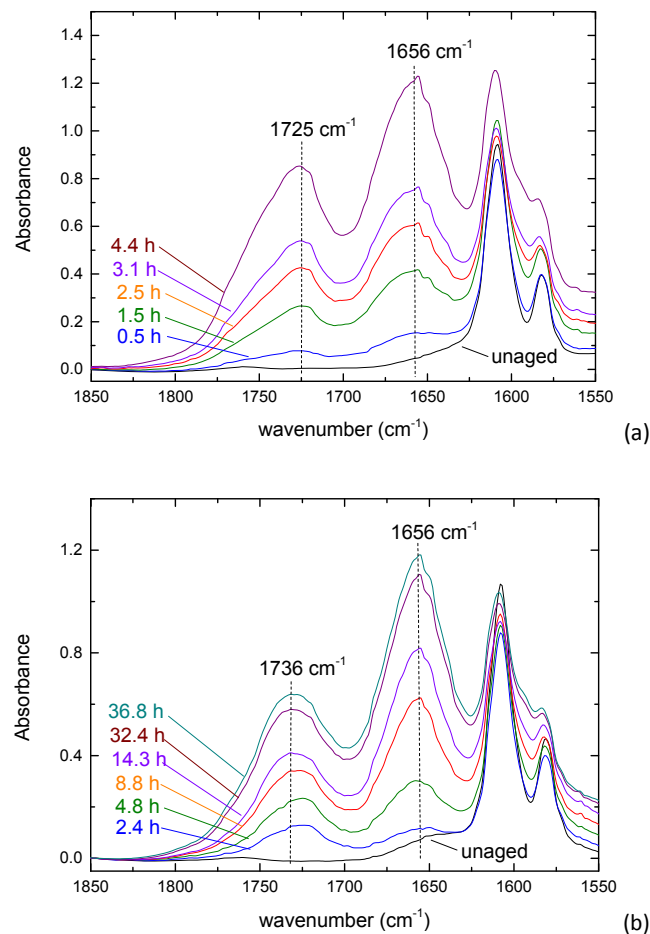 1.4
1656 cm-1
1.2
1725 cm-1
1.0
0.8
Absorbance
0.6
4.4 h
3.1 h
0.4
2.5 h
1.5 h
0.2
0.5 h
unaged
0.0
1850 1800 1750 1700 1650 1600 1550
wavenumber (cm-1)
(a)
1656 cm-1
1.2
1736 cm-1
0.8
Absorbance
36.8 h
32.4 h
0.4
14.3 h
8.8 h
4.8 h
2.4 h
unaged
0.0
1850 1800 1750 1700 1650 1600 1550
wavenumber (cm-1)
(b)